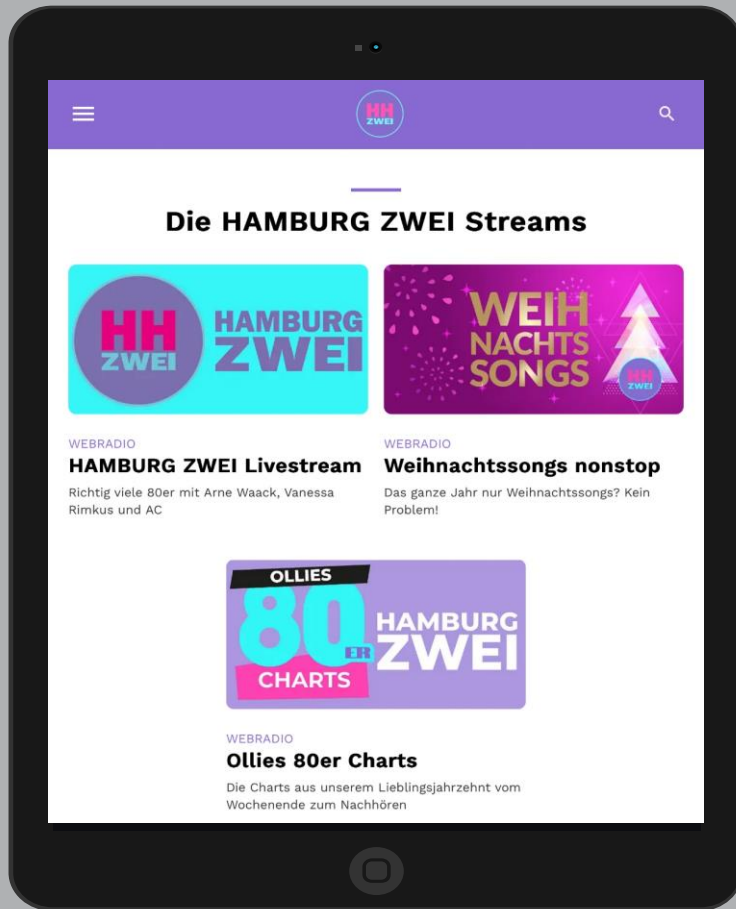 HH
ZWEI
Die HAMBURG ZWEI Streams
HH
ZWEI
HAMBURG
ZWEI
WEIH
NACHTS
SONGS
HH
ZWEI
WEBRADIO
HAMBURG ZWEI Livestream
Richtig viele 80er mit Arne Waack, Vanessa
Rimkus und AC
WEBRADIO
Weihnachtssongs nonstop
Das ganze Jahr nur Weihnachtssongs? Kein
Problem!
OLLIES
80ER
CHARTS
HAMBURG
ZWEI
WEBRADIO
Ollies 80er Charts
Die Charts aus unserem Lieblingsjahrzehnt vom
Wochenende zum Nachhören